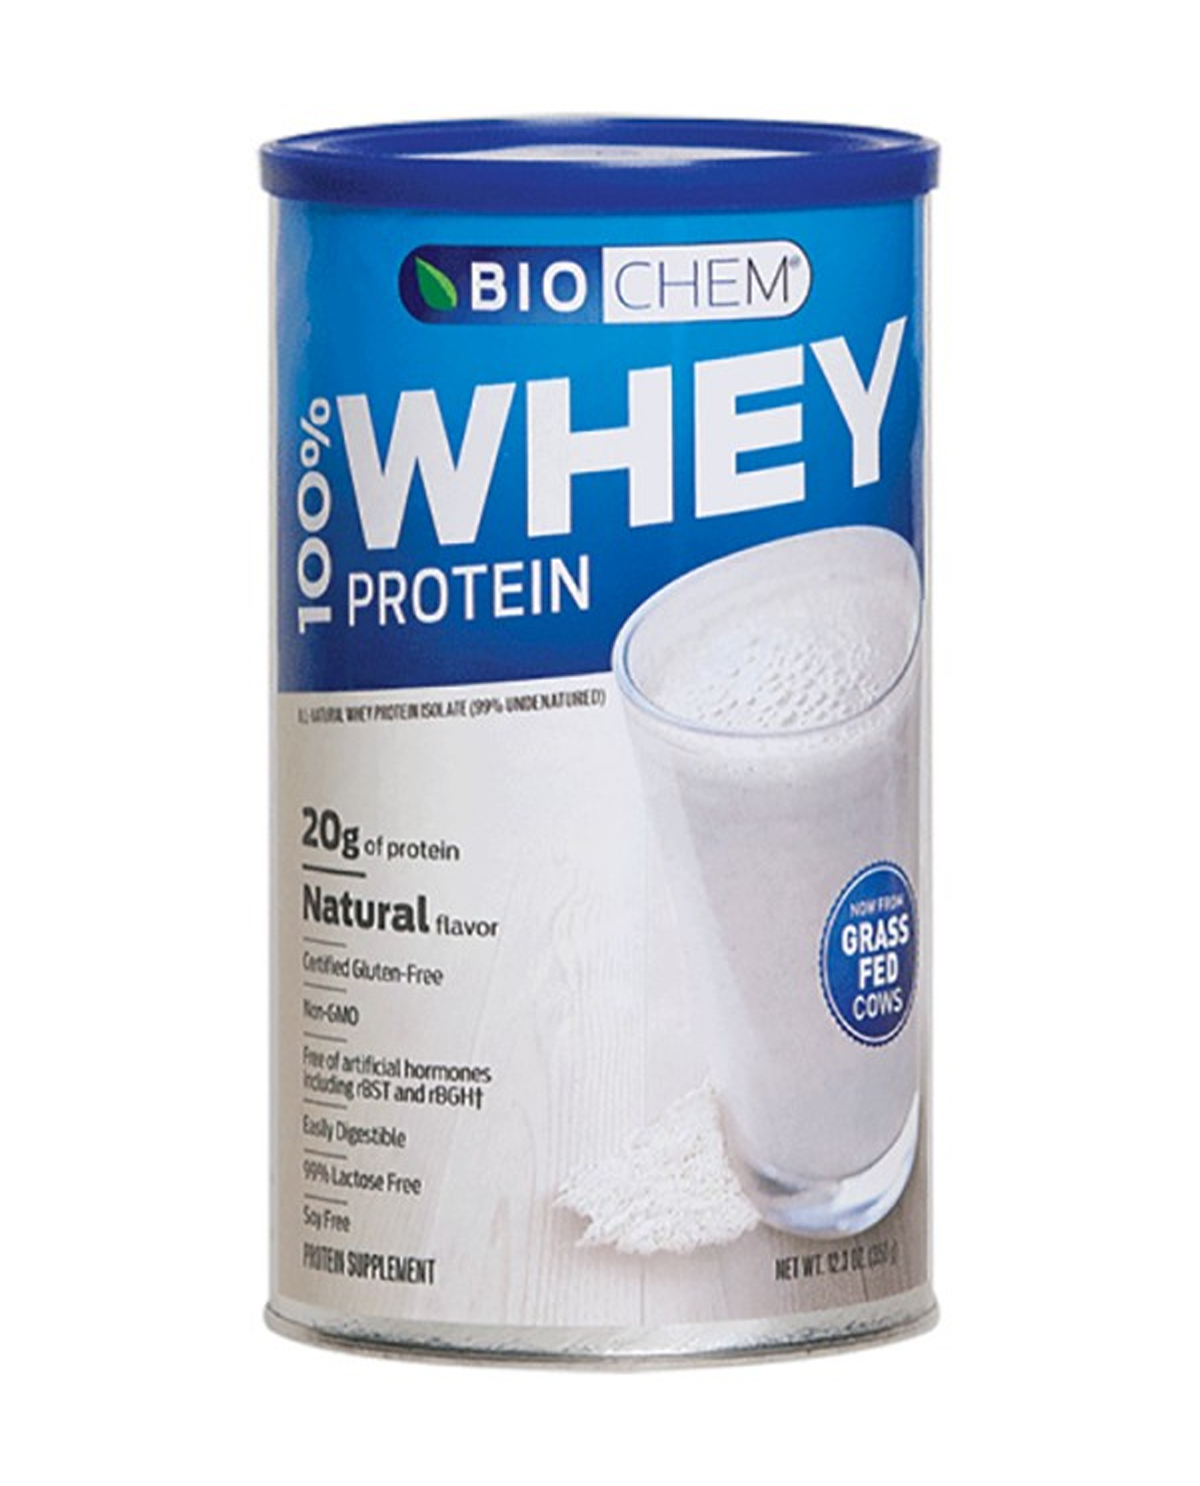 BIOCHEM®
100%
WHEY
PROTEIN
ALL-NATURAL WHEY PROTEIN ISOLATE (99% UNDENATURED)
20g of protein
Natural flavor
Certified Gluten-Free
Non-GMO
Free of artificial hormones
including rBST and rBGH†
Easily Digestible
99% Lactose Free
Soy Free
PROTEIN SUPPLEMENT
NOW FROM
GRASS
FED
COWS
NET WT. OZ.